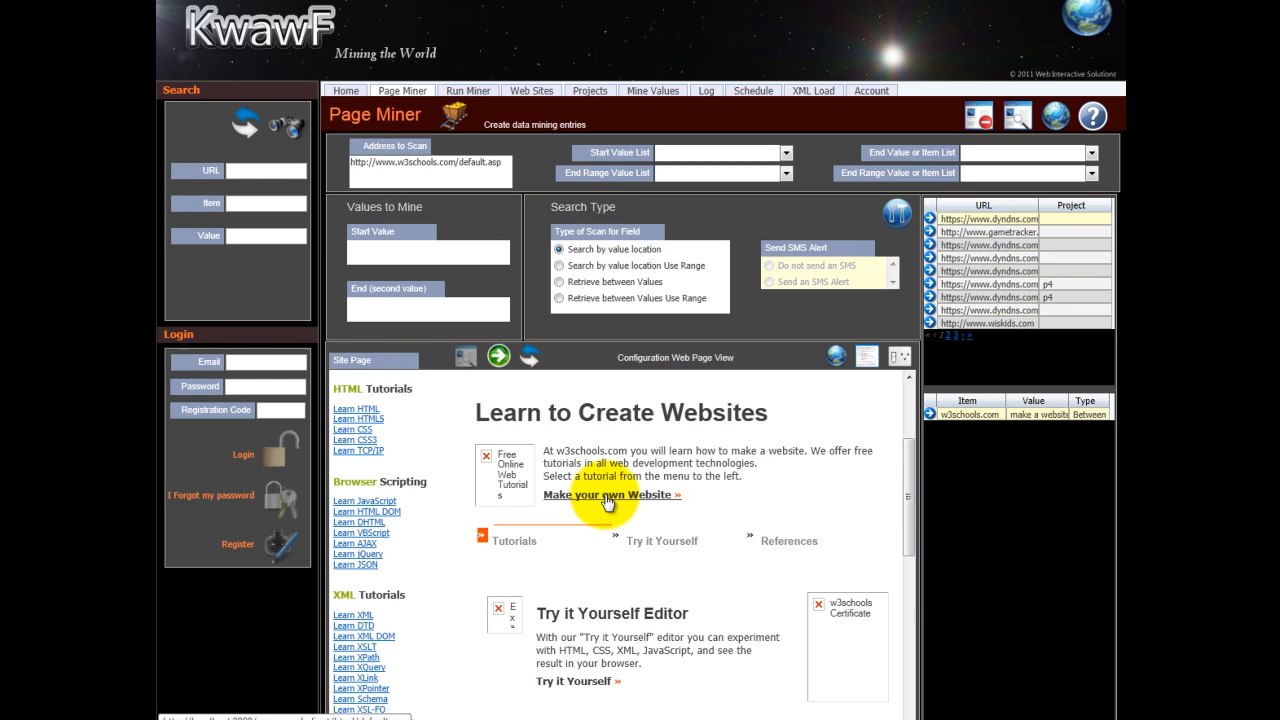 KwawF
Mining the World
© 2011 Web Interactive Solutions
Search
URL
Item
Value
Login
Email
Password
Registration Code
Login
I Forgot my password
Register
Home
Page Miner
Run Miner
Web Sites
Projects
Mine Values
Log
Schedule
XML Load
Account
Page Miner
Create data mining entries
Address to Scan
http://www.w3schools.com/default.asp
Start Value List
End Value or Item List
End Range Value List
End Range Value or Item List
Values to Mine
Start Value
End (second value)
Search Type
Type of Scan for Field
Search by value location
Search by value location Use Range
Retrieve between Values
Retrieve between Values Use Range
Send SMS Alert
Do not send an SMS
Send an SMS Alert
URL Project
https://www.dyndns.com
http://www.gametracker.
https://www.dyndns.com
https://www.dyndns.com
https://www.dyndns.com
https://www.dyndns.com p4
https://www.dyndns.com p4
https://www.dyndns.com
http://www.wiskids.com
« ‹ 1 2 3 › »
Item Value Type
w3schools.com make a websit Between
Site Page
Configuration Web Page View
HTML Tutorials
Learn HTML
Learn HTML5
Learn CSS
Learn CSS3
Learn TCP/IP
Browser Scripting
Learn JavaScript
Learn HTML DOM
Learn DHTML
Learn VBScript
Learn AJAX
Learn jQuery
Learn JSON
XML Tutorials
Learn XML
Learn DTD
Learn XML DOM
Learn XSLT
Learn XPath
Learn XQuery
Learn XLink
Learn XPointer
Learn Schema
Learn XSL-FO
Learn to Create Websites
Free
Online
Web
Tutorial
s
At w3schools.com you will learn how to make a website. We offer free
tutorials in all web development technologies.
Select a tutorial from the menu to the left.
Make your own Website »
» Tutorials
» Try it Yourself
» References
E
x
»
Try it Yourself Editor
With our "Try it Yourself" editor you can experiment
with HTML, CSS, XML, JavaScript, and see the
result in your browser.
Try it Yourself »
w3schools
Certificate